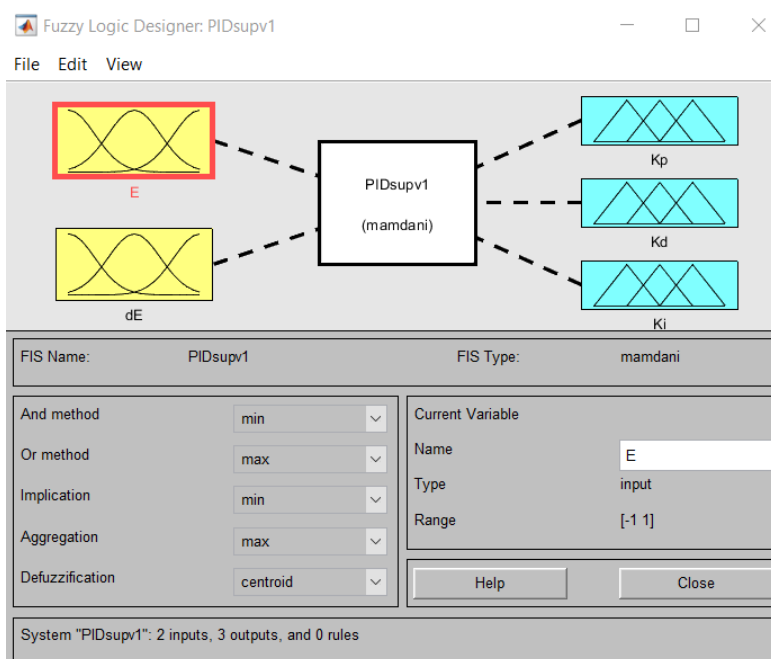 Fuzzy Logic Designer: PIDsupv1
File Edit View
E
dE
PIDsupv1
(mamdani)
Kp
Kd
Ki
FIS Name: PIDsupv1 FIS Type: mamdani
And method min
Or method max
Implication min
Aggregation max
Defuzzification centroid
Current Variable
Name E
Type input
Range [-1 1]
Help Close
System "PIDsupv1": 2 inputs, 3 outputs, and 0 rules